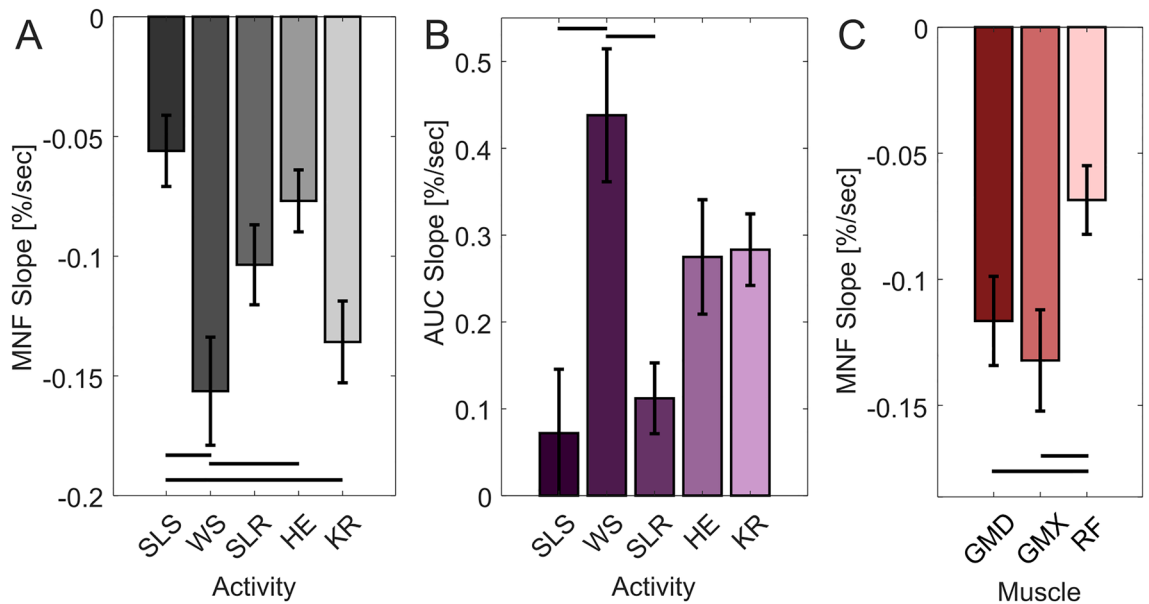 A
MNF Slope [%/sec]
0
-0.05
-0.1
-0.15
-0.2
SLS
WS
SLR
HE
KR
Activity
B
AUC Slope [%/sec]
0.5
0.4
0.3
0.2
0.1
0
SLS
WS
SLR
HE
KR
Activity
C
MNF Slope [%/sec]
0
-0.05
-0.1
-0.15
GMD
GMX
RF
Muscle